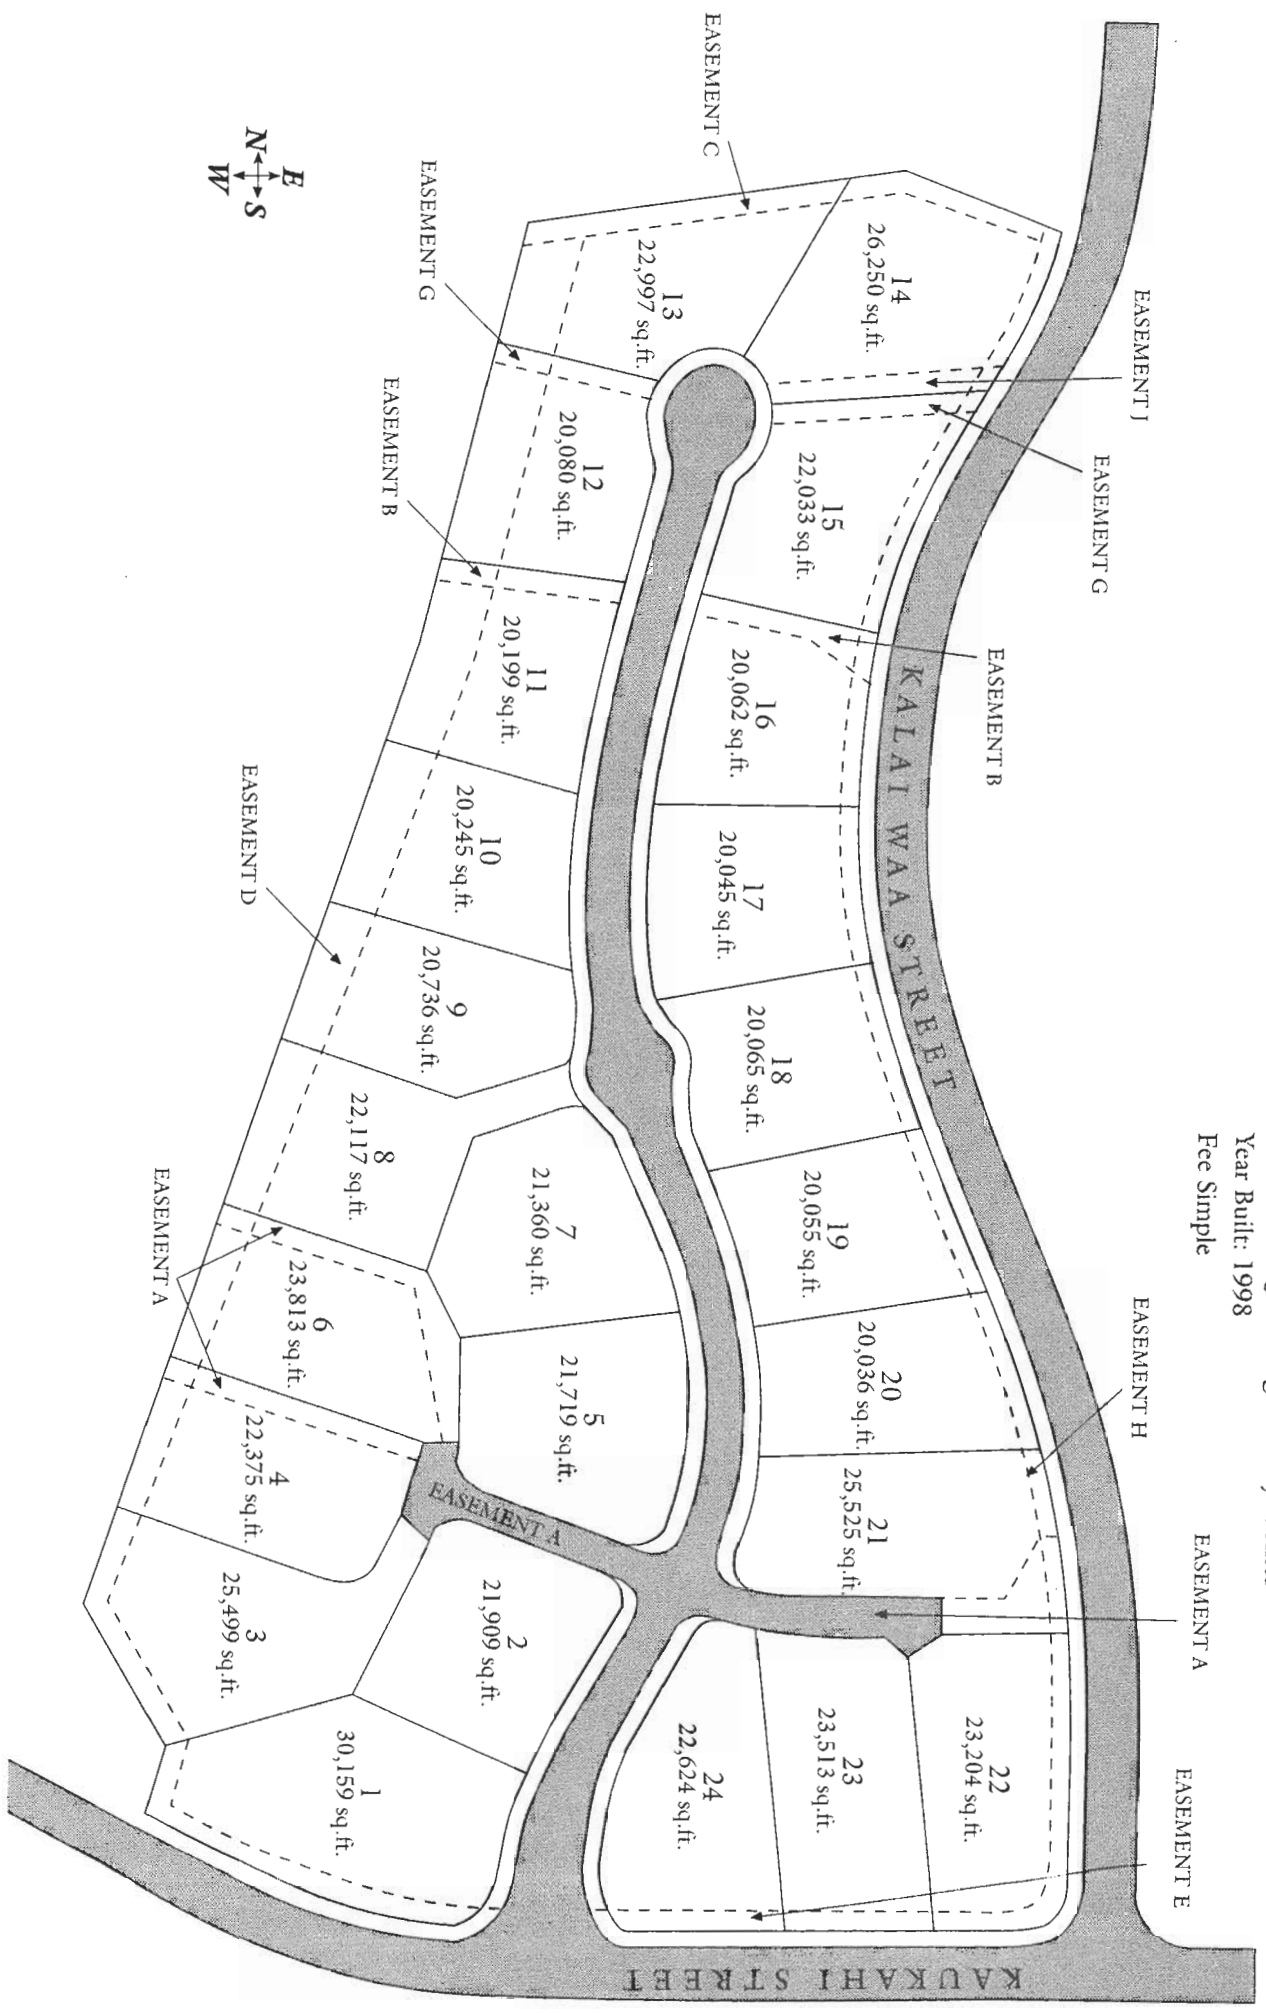 Year Built: 1998
Fee Simple
EASEMENT C
EASEMENT G
EASEMENT B
EASEMENT D
EASEMENT A
EASEMENT J
EASEMENT G
EASEMENT B
EASEMENT H
EASEMENT A
EASEMENT E
EASEMENT A
KALAI WAA STREET
KAUKAHI STREET
N
E
S
W
1
30,159 sq.ft.
2
21,909 sq.ft.
3
25,499 sq.ft.
4
22,375 sq.ft.
5
21,719 sq.ft.
6
23,813 sq.ft.
7
21,360 sq.ft.
8
22,117 sq.ft.
9
20,736 sq.ft.
10
20,245 sq.ft.
11
20,199 sq.ft.
12
20,080 sq.ft.
13
22,997 sq.ft.
14
26,250 sq.ft.
15
22,033 sq.ft.
16
20,062 sq.ft.
17
20,045 sq.ft.
18
20,065 sq.ft.
19
20,055 sq.ft.
20
20,036 sq.ft.
21
25,525 sq.ft.
22
23,204 sq.ft.
23
23,513 sq.ft.
24
22,624 sq.ft.